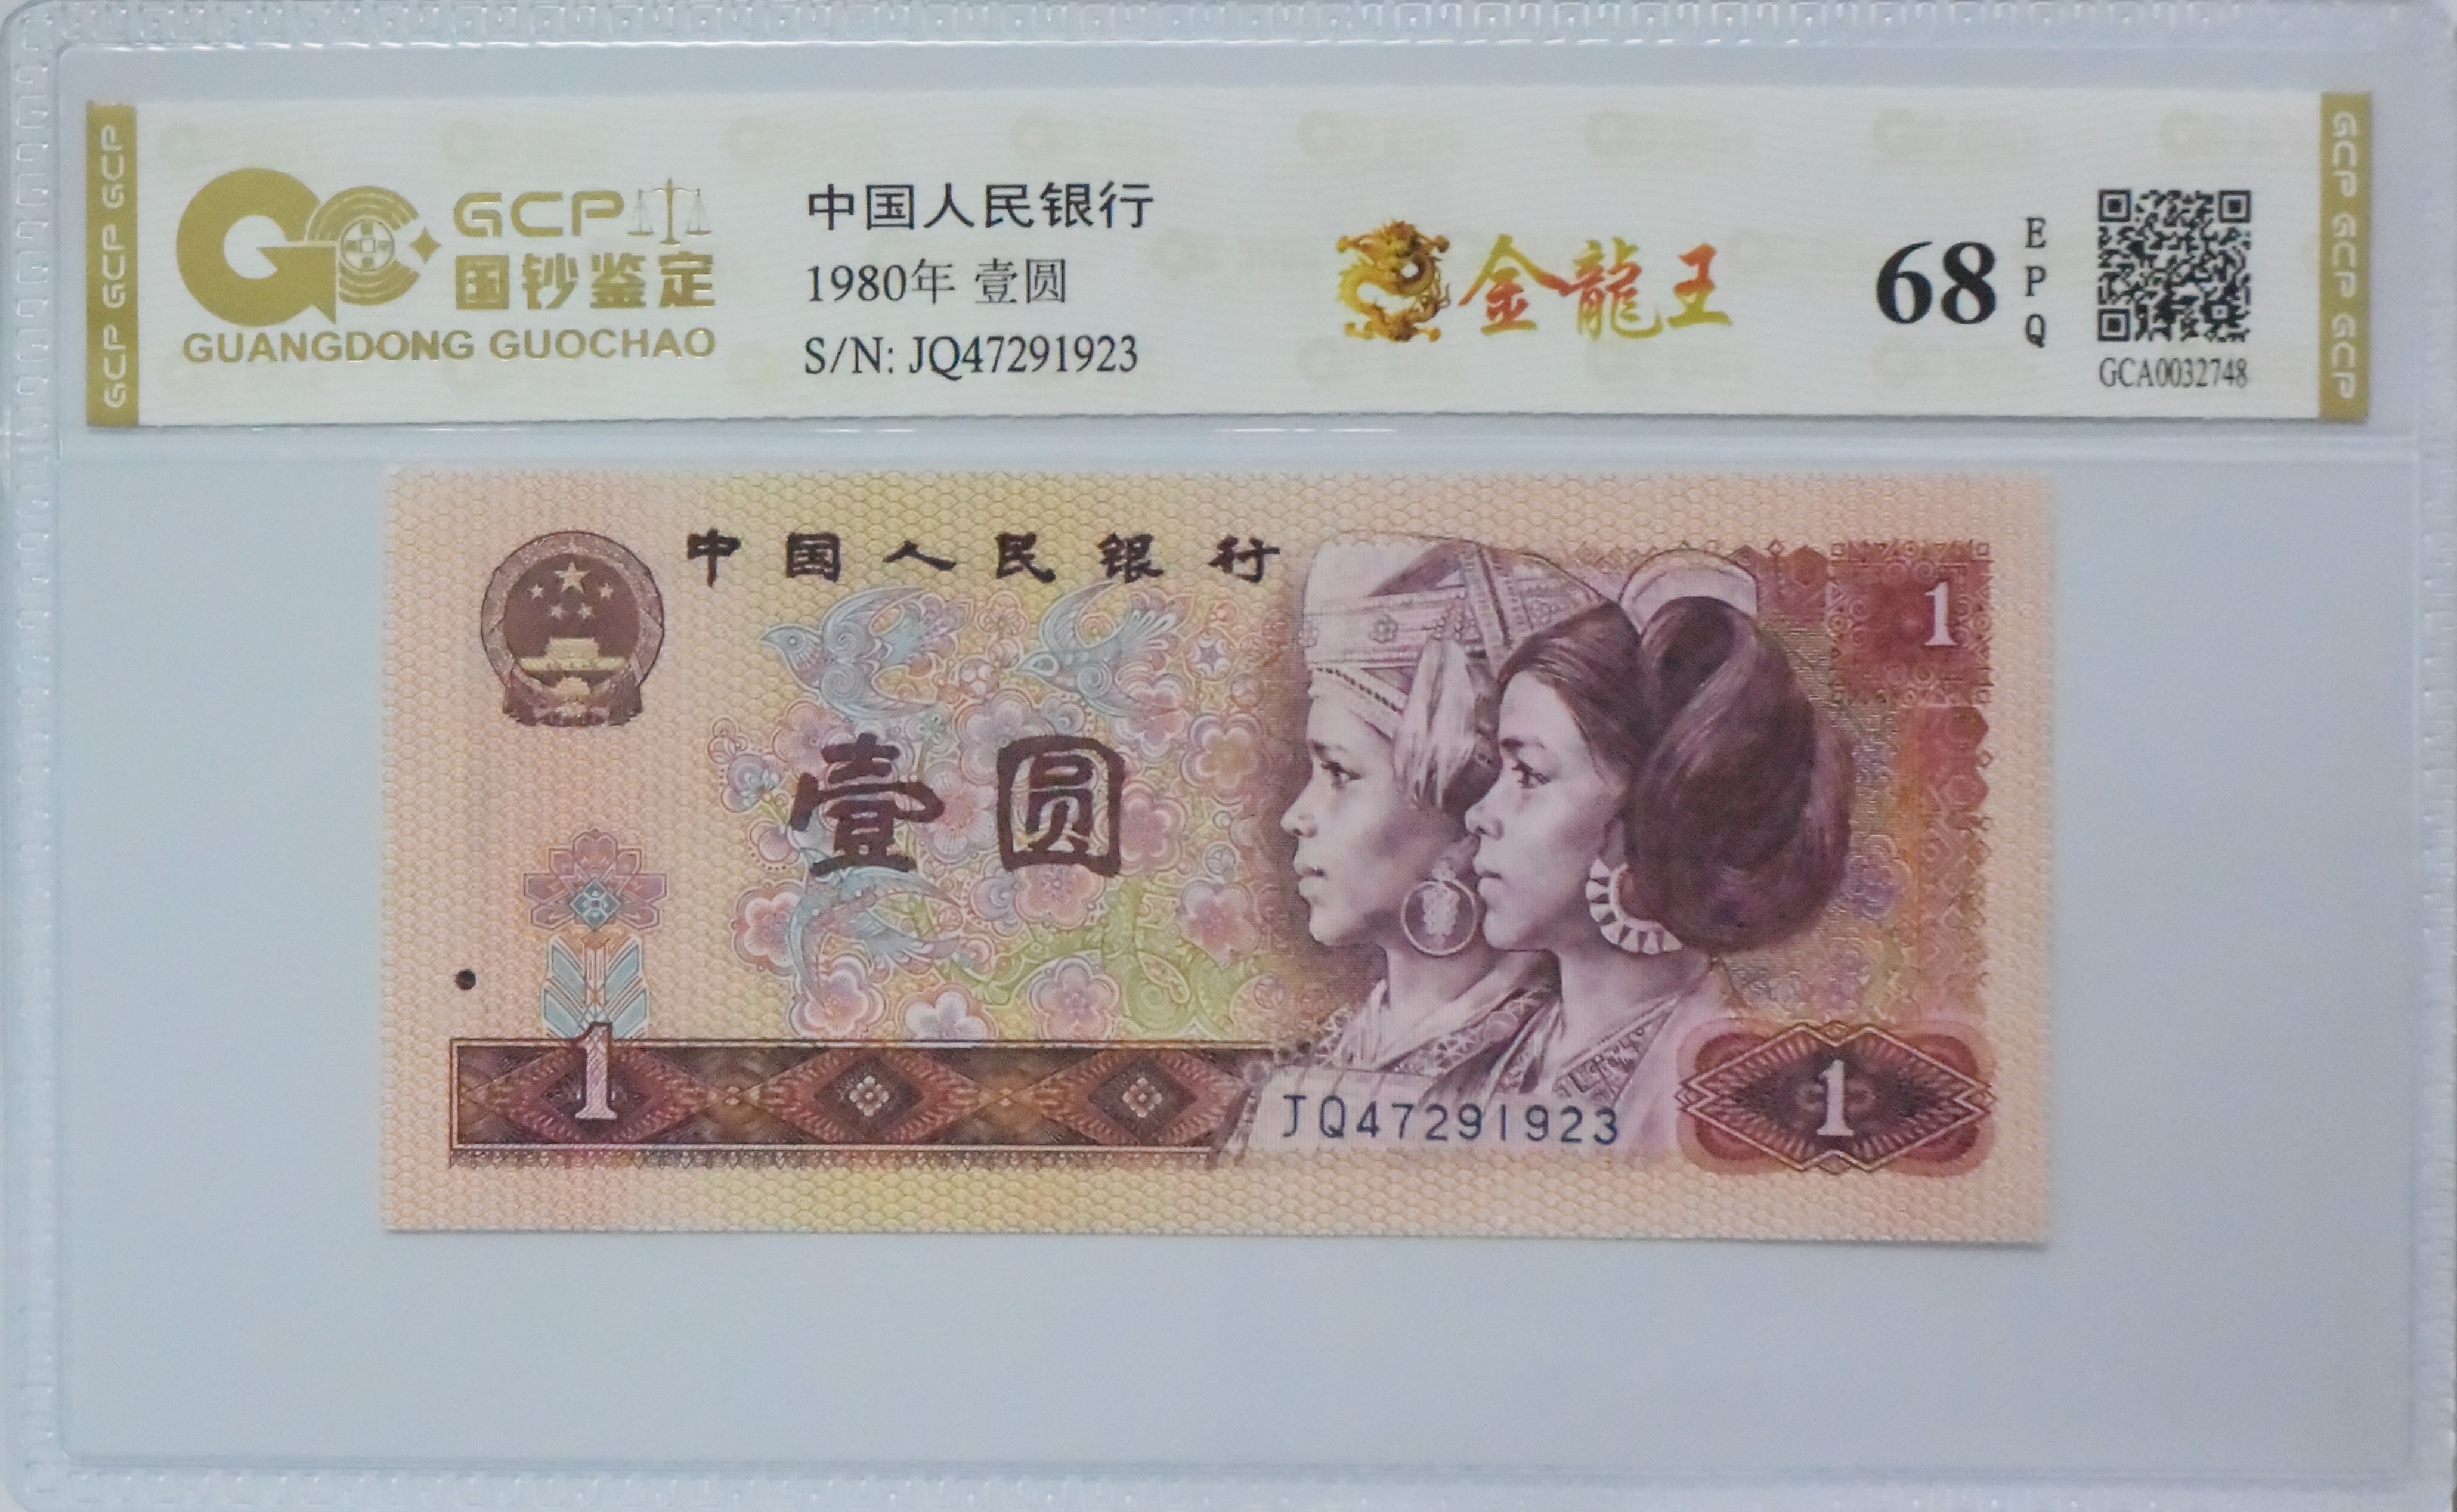 GCP GCP GCP
GCP
国钞鉴定
GUANGDONG GUOCHAO
中国人民银行
1980年 壹圆
S/N: JQ47291923
金龍王
68
E
P
Q
GCA0032748
GCP GCP GCP
中国人民银行
1
壹圆
1
JQ47291923
1